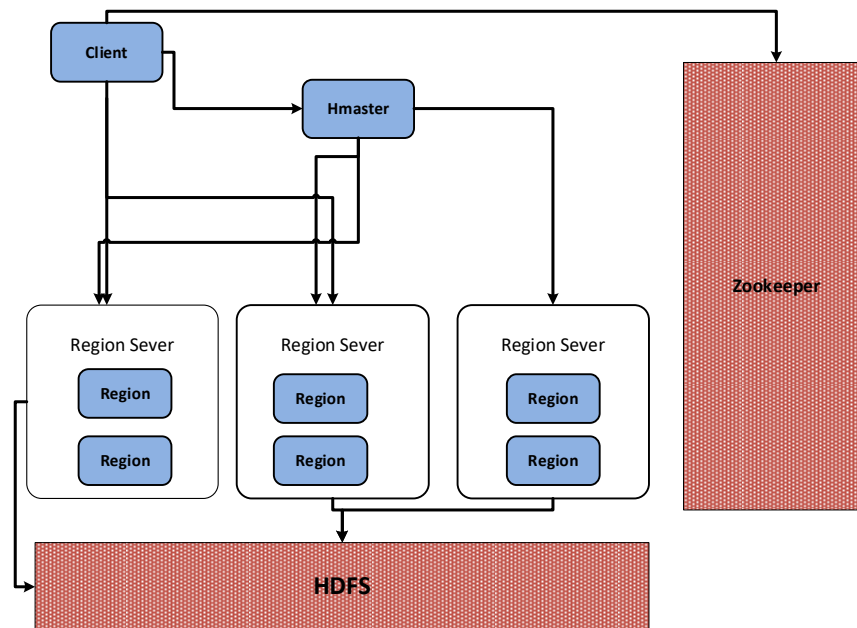 Client
Hmaster
Zookeeper
Region Sever
Region Sever
Region Sever
Region
Region
Region
Region
Region
Region
HDFS